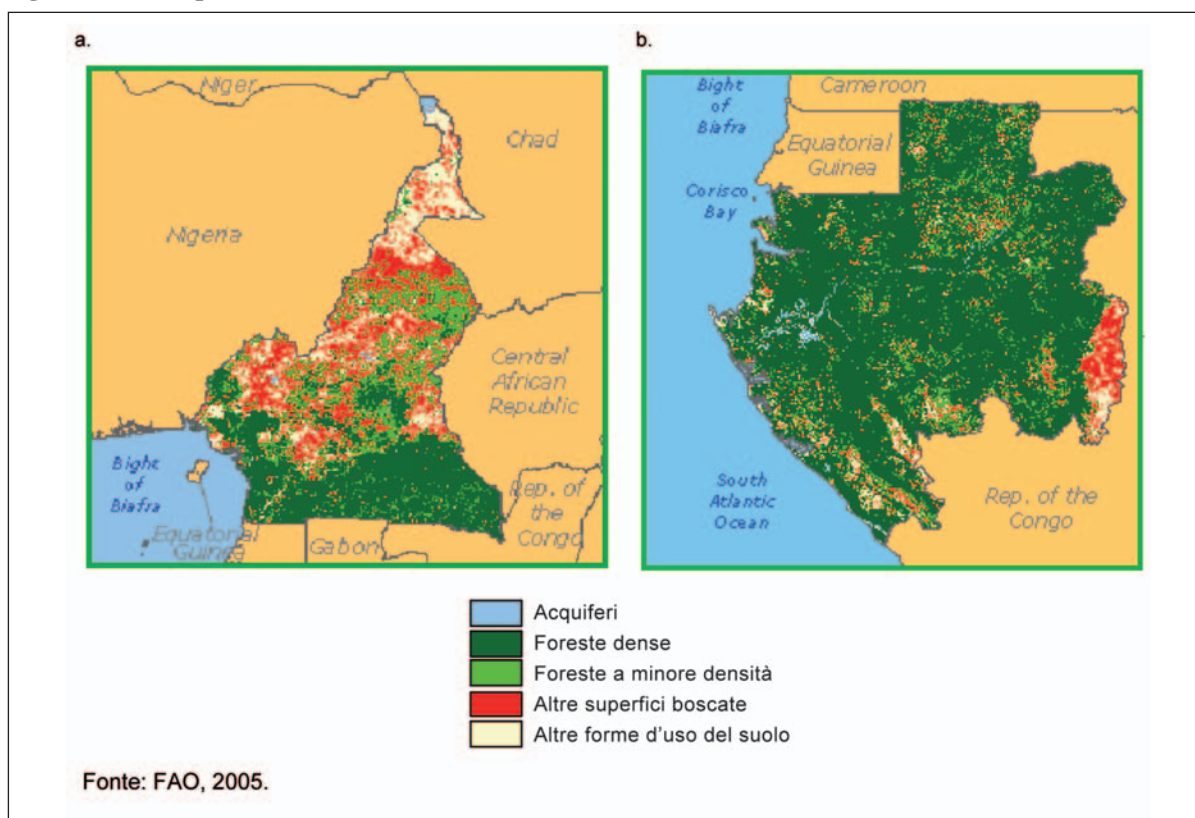 a.
Niger
Chad
Nigeria
Central
African
Republic
Bight
of
Biafra
Equatorial
Guinea
Gabon
Rep. of
the
Congo
b.
Bight
of
Biafra
Cameroon
Equatorial
Guinea
Corisco
Bay
South
Atlantic
Ocean
Rep. of the
Congo
Acquiferi
Foreste dense
Foreste a minore densità
Altre superfici boscate
Altre forme d'uso del suolo
Fonte: FAO, 2005.